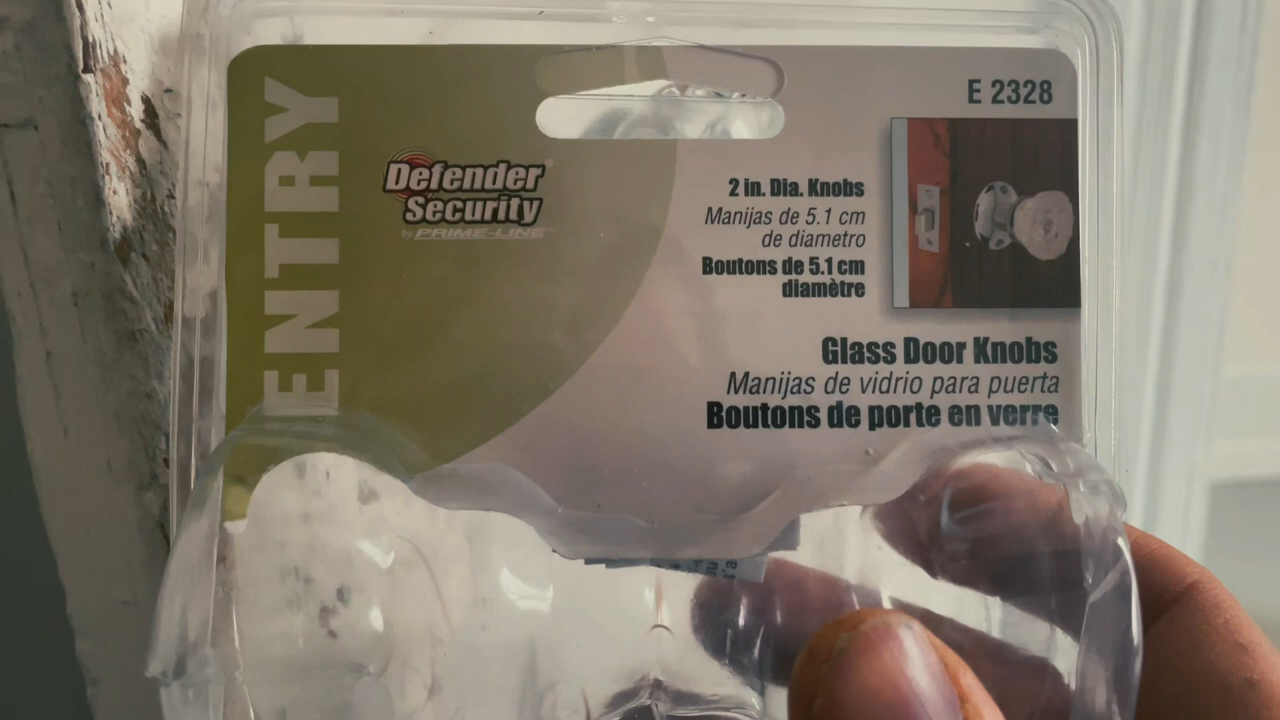 ENTRY
Defender
Security
by PRIME-LINE
E 2328
2 in. Dia. Knobs
Manijas de 5.1 cm
de diametro
Boutons de 5.1 cm
diamètre
Glass Door Knobs
Manijas de vidrio para puerta
Boutons de porte en verre